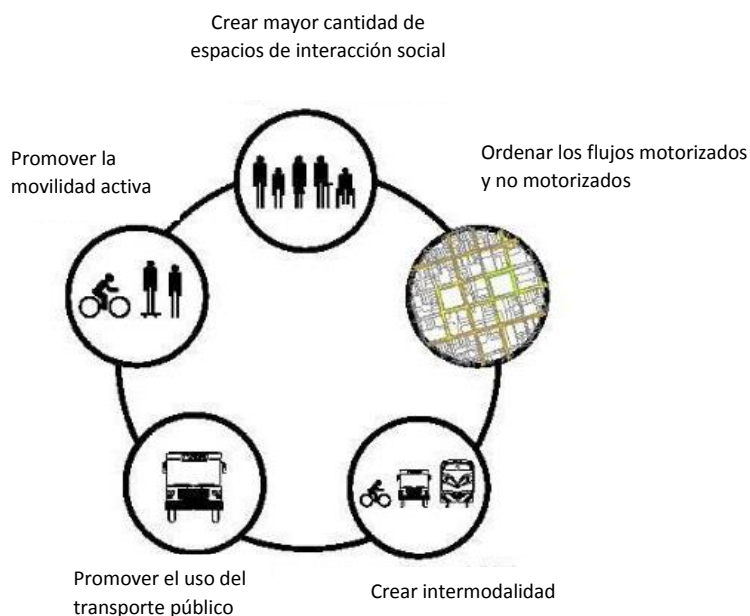 Crear mayor cantidad de
espacios de interacción social
Promover la
movilidad activa
Ordenar los flujos motorizados
y no motorizados
Promover el uso del
transporte público
Crear intermodalidad